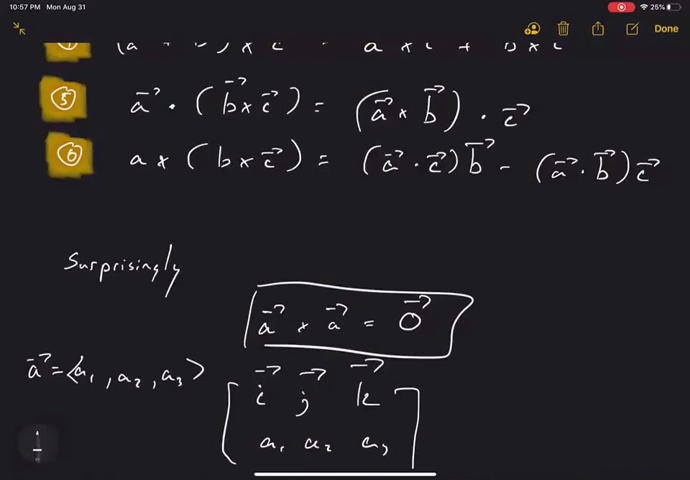 10:57 PM Mon Aug 31
25%
Done
⑤ a⃗ · (b⃗ × c⃗) = (a⃗ × b⃗) · c⃗
⑥ a × (b × c⃗) = (a⃗ · c⃗) b⃗ - (a⃗ · b⃗) c⃗
Surprisingly
a⃗ × a⃗ = 0⃗
a⃗ = <a₁, a₂, a₃>
i⃗ j⃗ k⃗
a₁ a₂ a₃